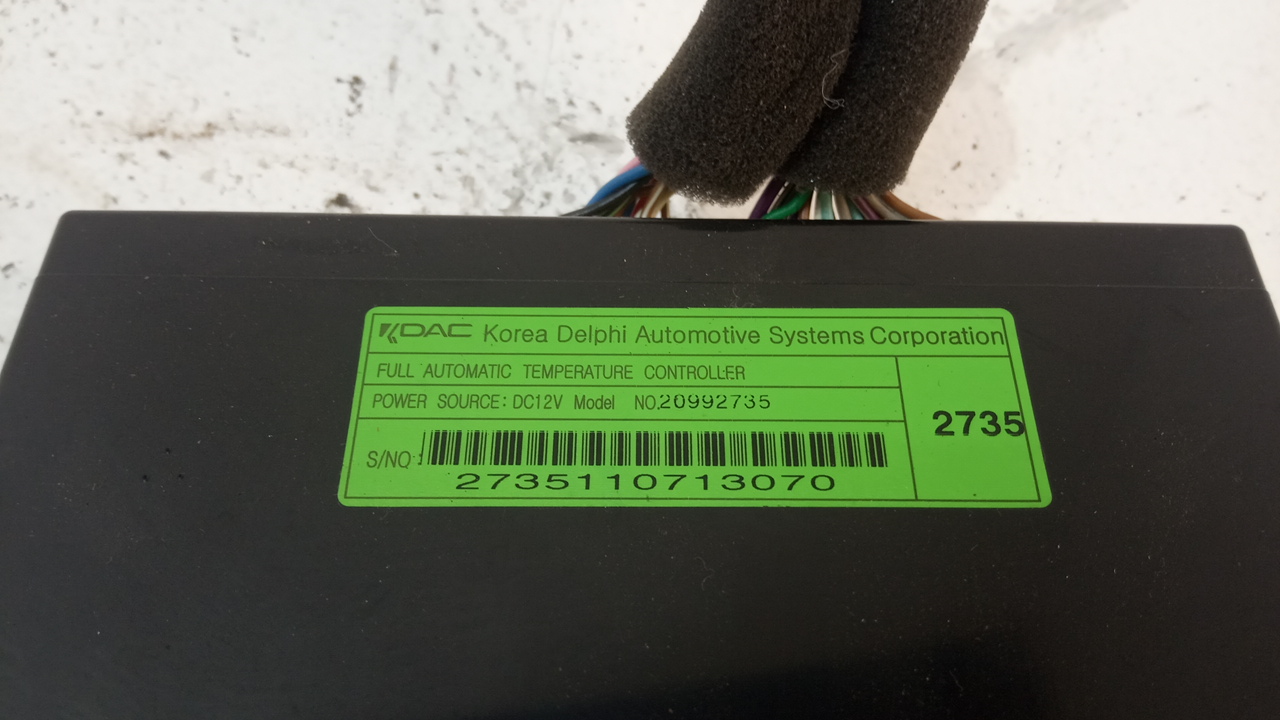 KDAC Korea Delphi Automotive Systems Corporation
FULL AUTOMATIC TEMPERATURE CONTROLLER
POWER SOURCE: DC12V Model NO.20992735
2735
S/NO :
2735110713070